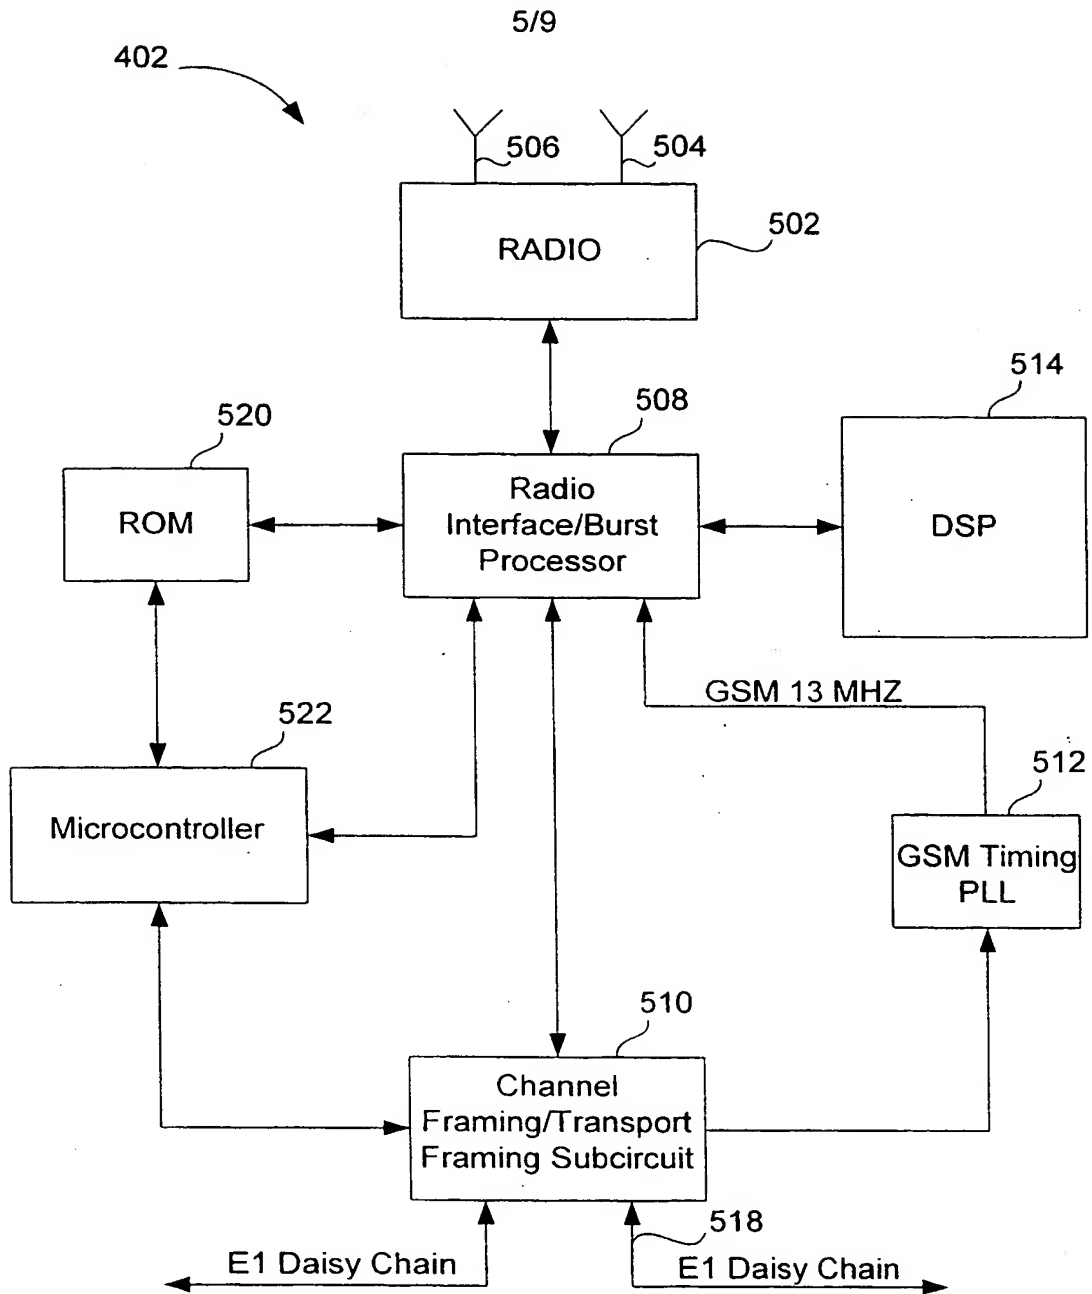 5/9
402
506
504
502
RADIO
514
520
508
ROM
Radio
Interface/Burst
Processor
DSP
GSM 13 MHZ
522
512
Microcontroller
GSM Timing
PLL
510
Channel
Framing/Transport
Framing Subcircuit
518
E1 Daisy Chain
E1 Daisy Chain